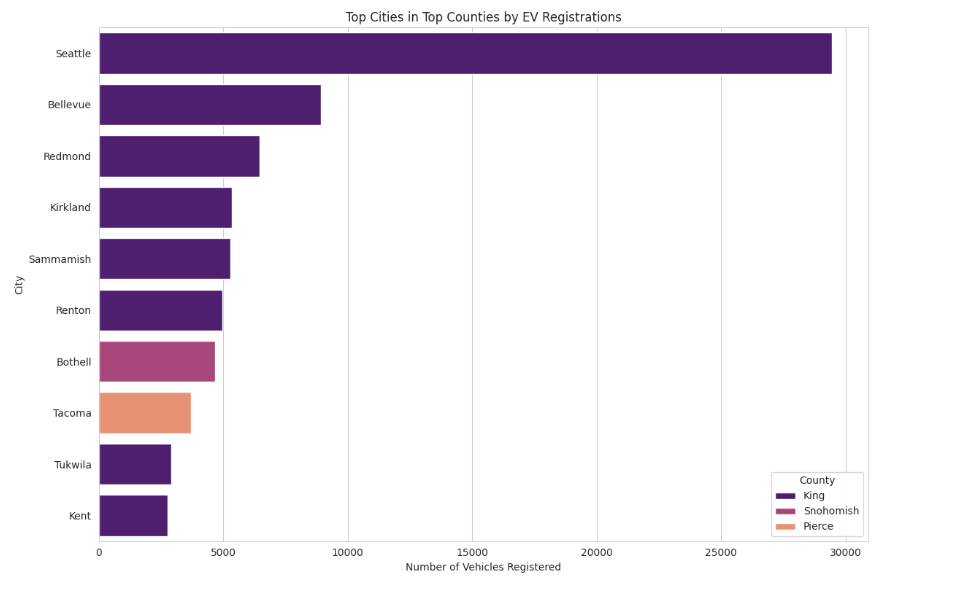 Top Cities in Top Counties by EV Registrations
City
Seattle
Bellevue
Redmond
Kirkland
Sammamish
Renton
Bothell
Tacoma
Tukwila
Kent
County
King
Snohomish
Pierce
0 5000 10000 15000 20000 25000 30000
Number of Vehicles Registered